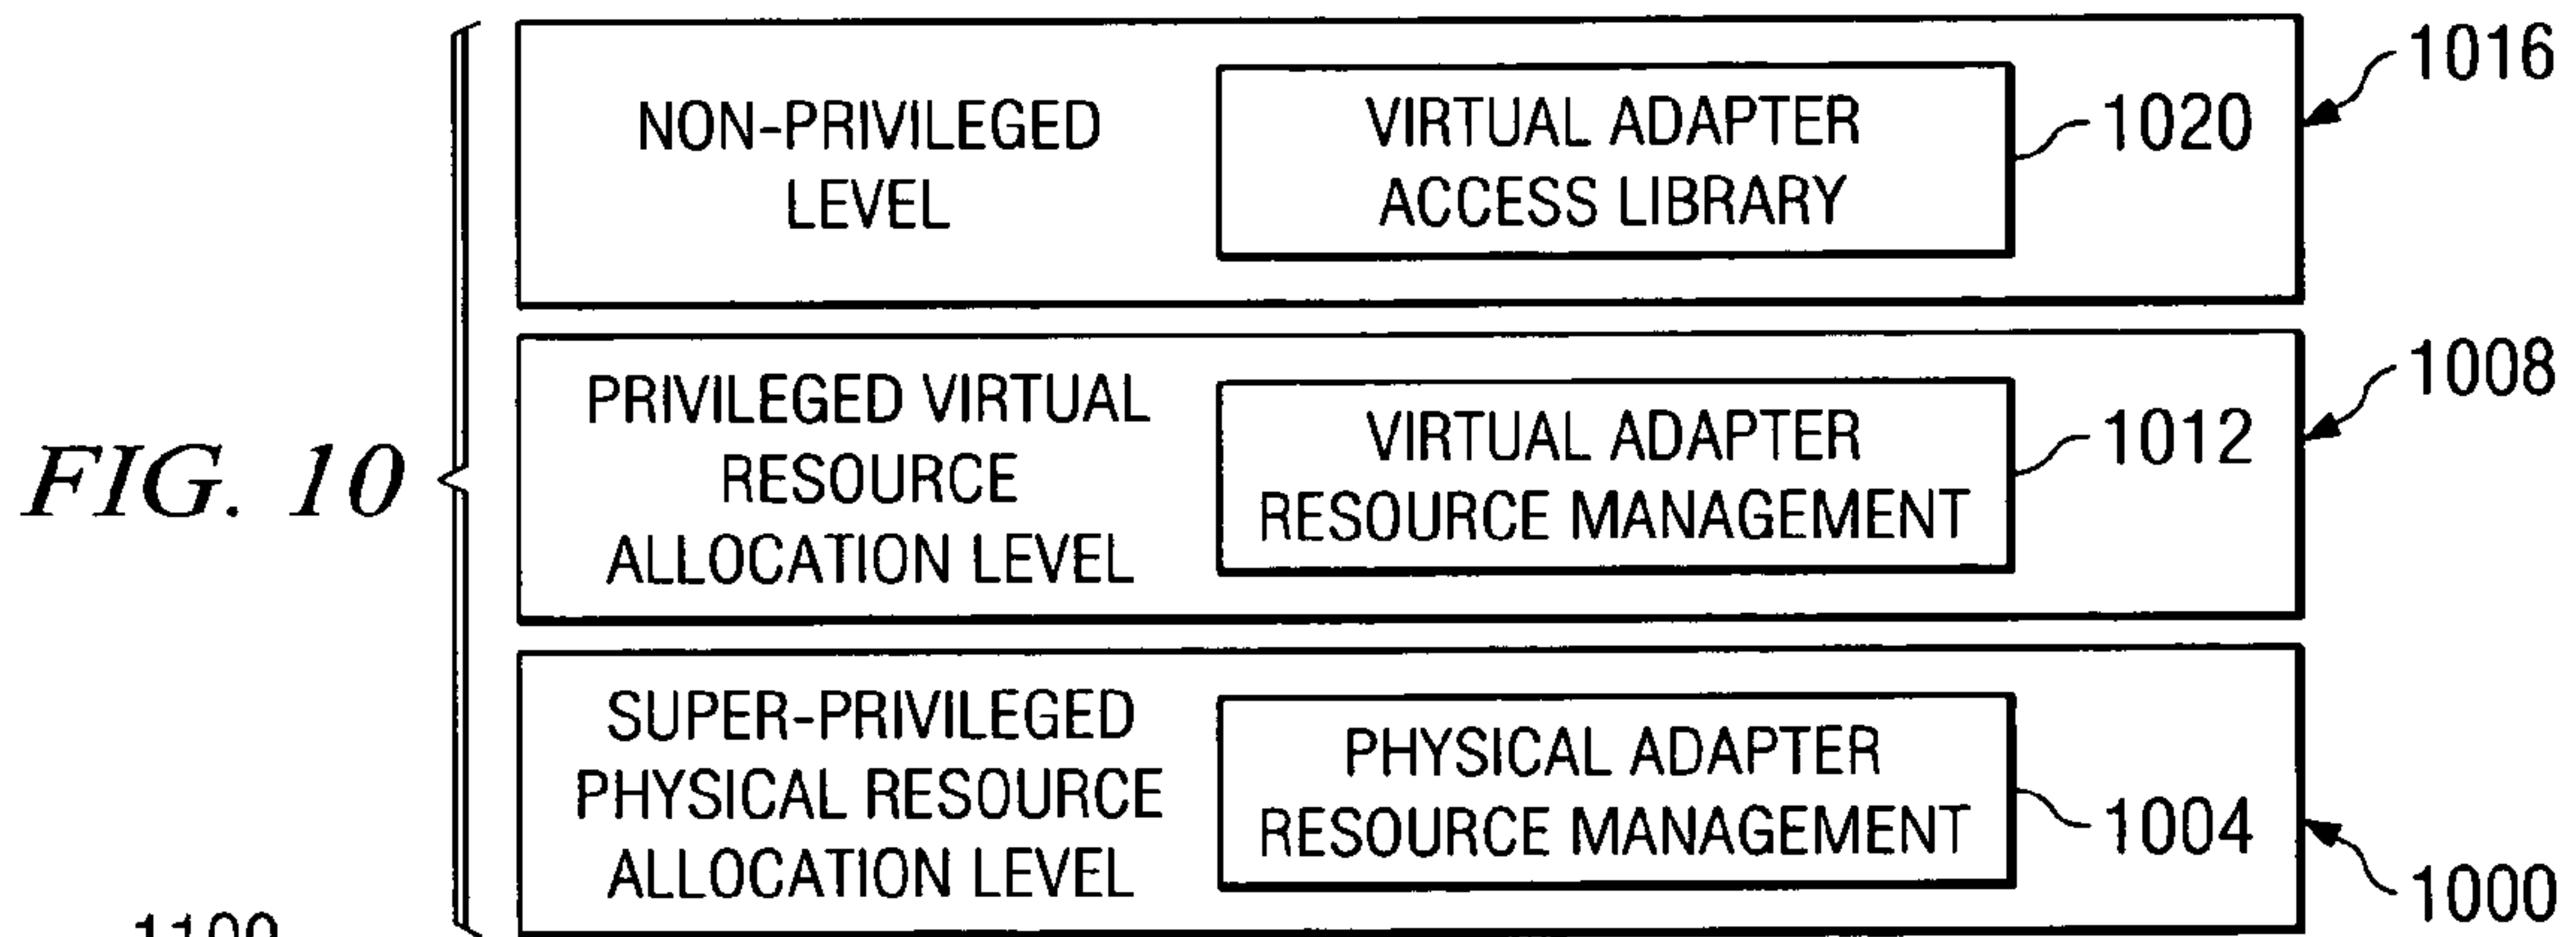 FIG. 10
NON-PRIVILEGED
LEVEL
VIRTUAL ADAPTER
ACCESS LIBRARY
1020
1016
PRIVILEGED VIRTUAL
RESOURCE
ALLOCATION LEVEL
VIRTUAL ADAPTER
RESOURCE MANAGEMENT
1012
1008
SUPER-PRIVILEGED
PHYSICAL RESOURCE
ALLOCATION LEVEL
PHYSICAL ADAPTER
RESOURCE MANAGEMENT
1004
1000
1100